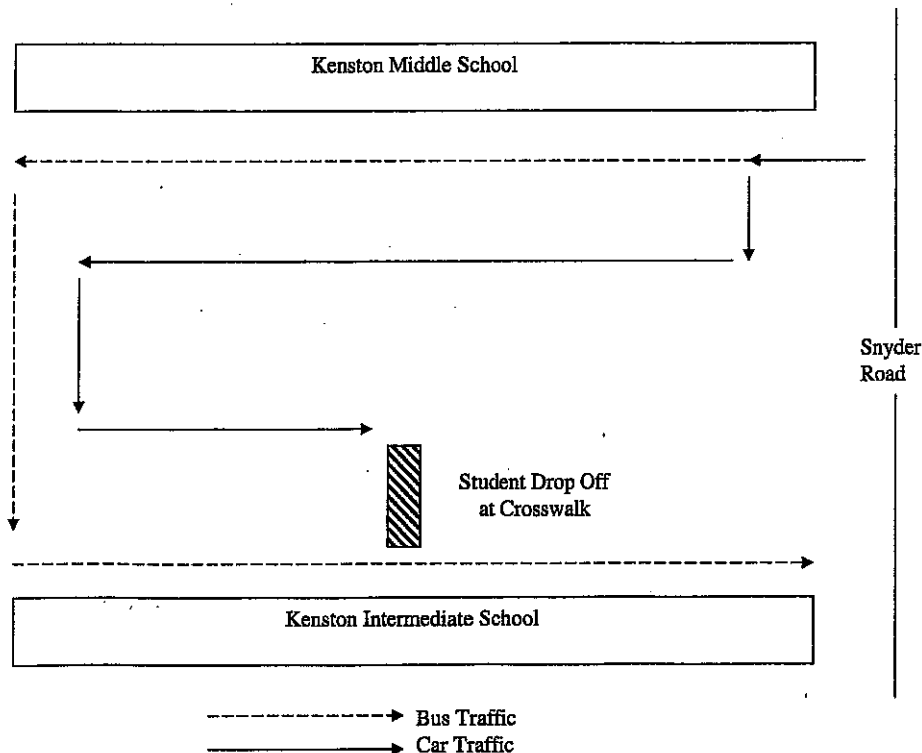 Kenston Middle School
Snyder
Road
Student Drop Off
at Crosswalk
Kenston Intermediate School
Bus Traffic
Car Traffic